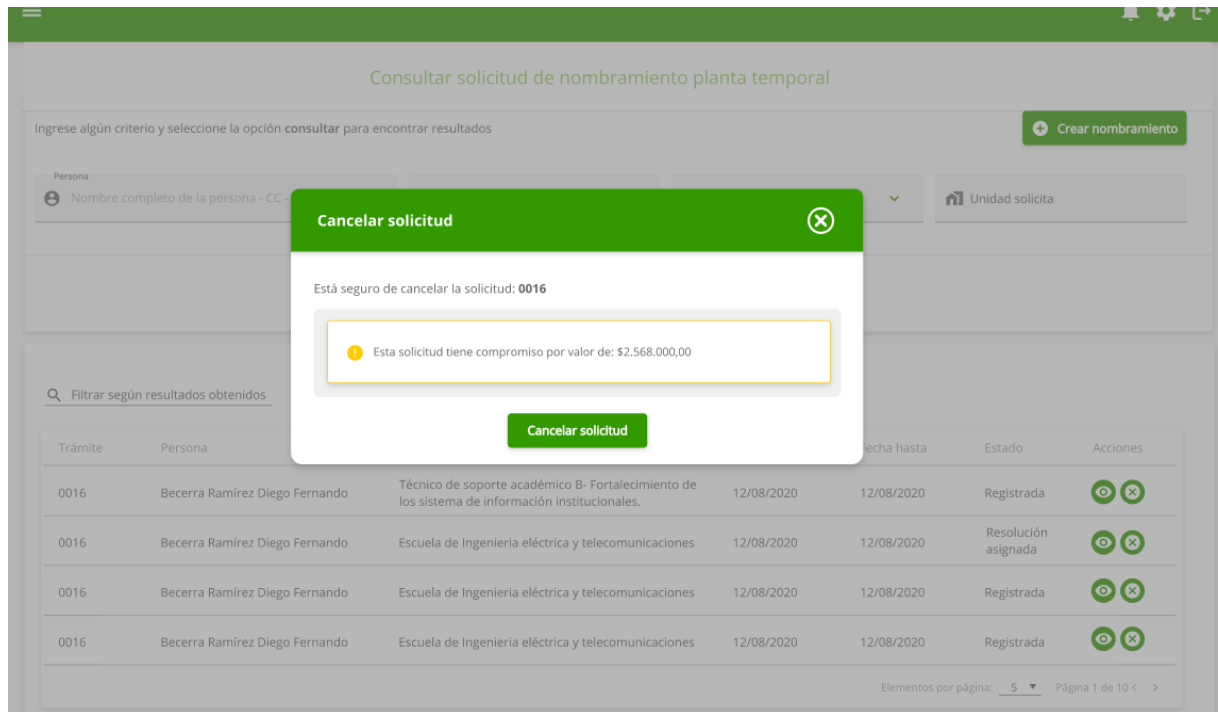 Consultar solicitud de nombramiento planta temporal
Ingrese algún criterio y seleccione la opción consultar para encontrar resultados
Crear nombramiento
Persona
Nombre completo de la persona - CC -
Unidad solicita
Cancelar solicitud
Está seguro de cancelar la solicitud: 0016
Esta solicitud tiene compromiso por valor de: $2.568.000,00
Cancelar solicitud
Filtrar según resultados obtenidos
Trámite Persona Fecha hasta Estado Acciones
0016 Becerra Ramírez Diego Fernando Técnico de soporte académico B- Fortalecimiento de los sistema de información institucionales. 12/08/2020 12/08/2020 Registrada
0016 Becerra Ramírez Diego Fernando Escuela de Ingenieria eléctrica y telecomunicaciones 12/08/2020 12/08/2020 Resolución asignada
0016 Becerra Ramírez Diego Fernando Escuela de Ingenieria eléctrica y telecomunicaciones 12/08/2020 12/08/2020 Registrada
0016 Becerra Ramírez Diego Fernando Escuela de Ingenieria eléctrica y telecomunicaciones 12/08/2020 12/08/2020 Registrada
Elementos por página: 5 Página 1 de 10 < >